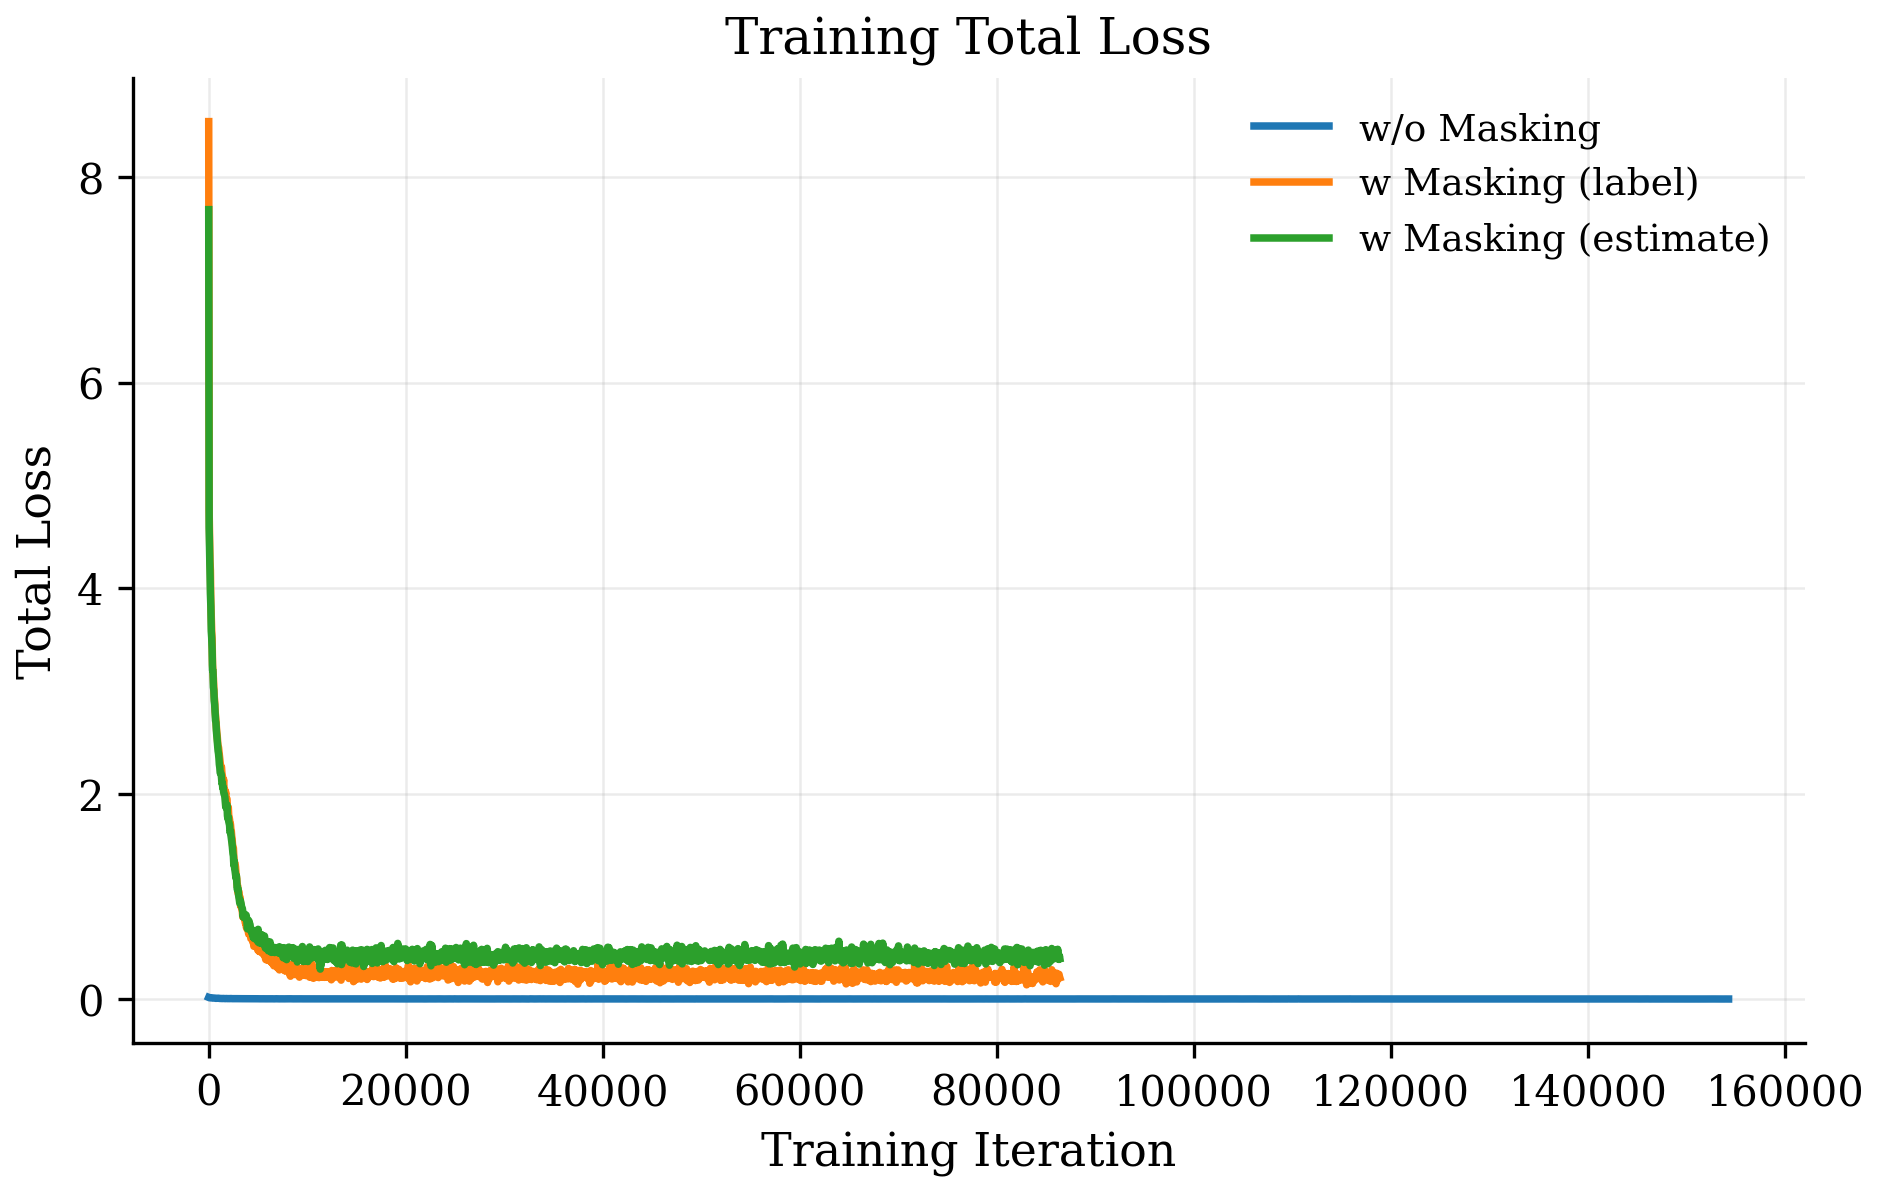 Training Total Loss
w/o Masking
w Masking (label)
w Masking (estimate)
Total Loss
8
6
4
2
0
0 20000 40000 60000 80000 100000 120000 140000 160000
Training Iteration